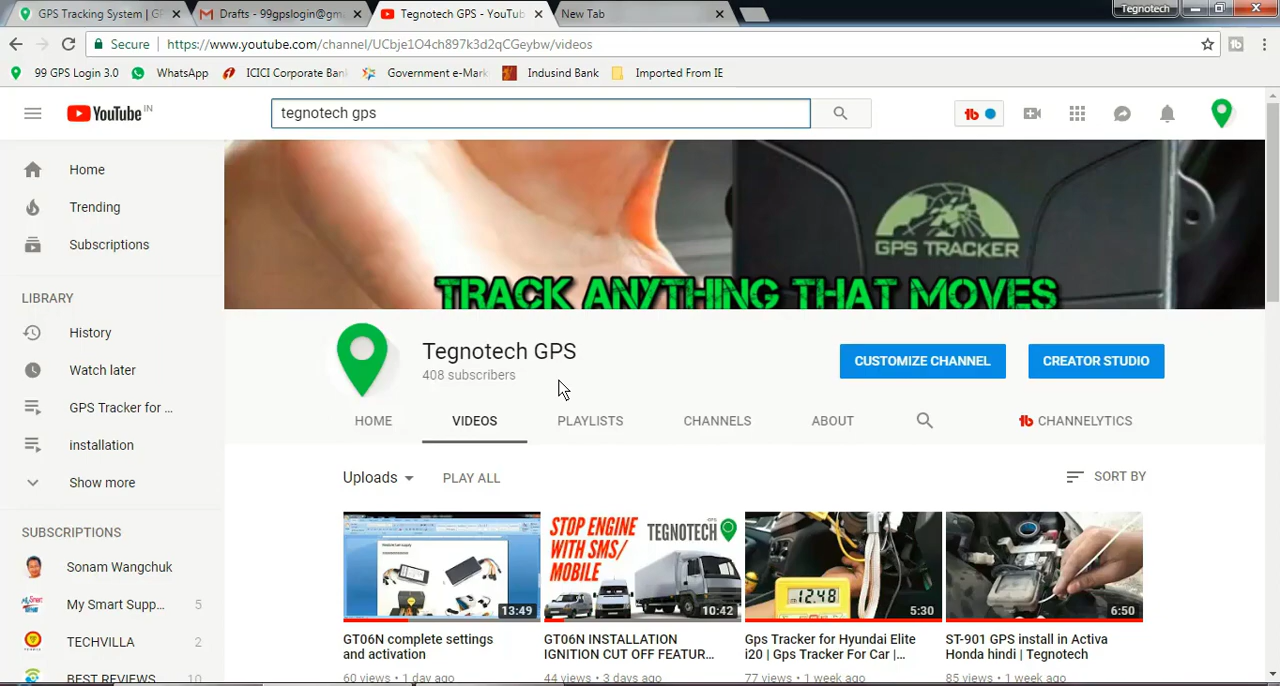 GPS Tracking System | GF
Drafts - 99gpslogin@gm
Tegnotech GPS - YouTub
New Tab
Tegnotech
Secure
https://www.youtube.com/channel/UCbje1O4ch897k3d2qCGeybw/videos
99 GPS Login 3.0
WhatsApp
ICICI Corporate Ban
Government e-Mark
Indusind Bank
Imported From IE
YouTube IN
tegnotech gps
tb
Home
Trending
Subscriptions
LIBRARY
History
Watch later
GPS Tracker for ...
installation
Show more
SUBSCRIPTIONS
Sonam Wangchuk
My Smart Supp... 5
TECHVILLA 2
BEST REVIEWS 10
GPS TRACKER
TRACK ANYTHING THAT MOVES
Tegnotech GPS
408 subscribers
CUSTOMIZE CHANNEL
CREATOR STUDIO
HOME
VIDEOS
PLAYLISTS
CHANNELS
ABOUT
tb CHANNELYTICS
Uploads
PLAY ALL
SORT BY
13:49
GT06N complete settings
and activation
60 views • 1 day ago
STOP ENGINE
WITH SMS/
MOBILE
TEGNOTECH
10:42
GT06N INSTALLATION
IGNITION CUT OFF FEATUR...
44 views • 3 days ago
12.48
5:30
Gps Tracker for Hyundai Elite
i20 | Gps Tracker For Car |...
77 views • 1 week ago
6:50
ST-901 GPS install in Activa
Honda hindi | Tegnotech
85 views • 1 week ago